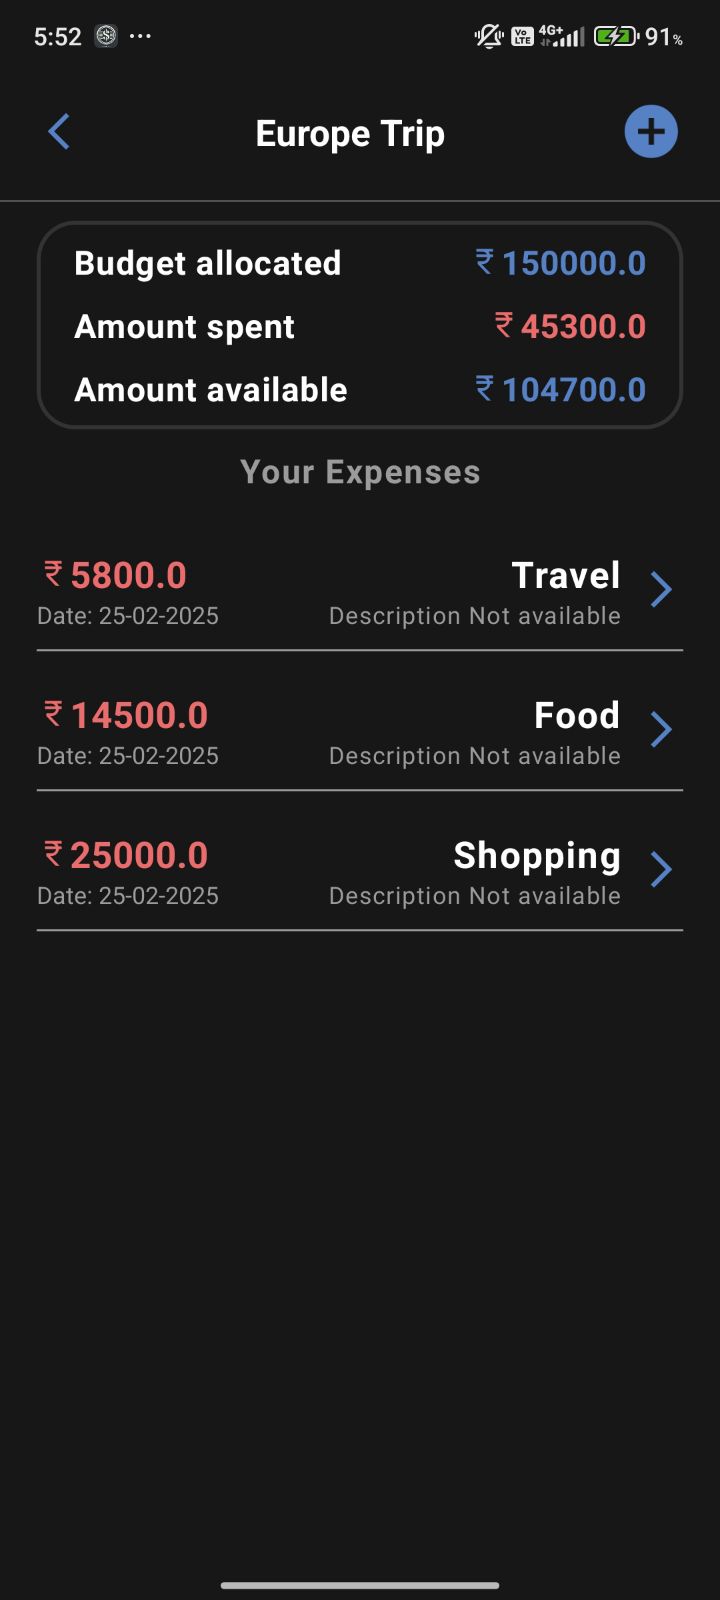 5:52 ... Vo LTE 4G+ 91%
Europe Trip
Budget allocated ₹ 150000.0
Amount spent ₹ 45300.0
Amount available ₹ 104700.0
Your Expenses
₹ 5800.0 Travel
Date: 25-02-2025 Description Not available
₹ 14500.0 Food
Date: 25-02-2025 Description Not available
₹ 25000.0 Shopping
Date: 25-02-2025 Description Not available